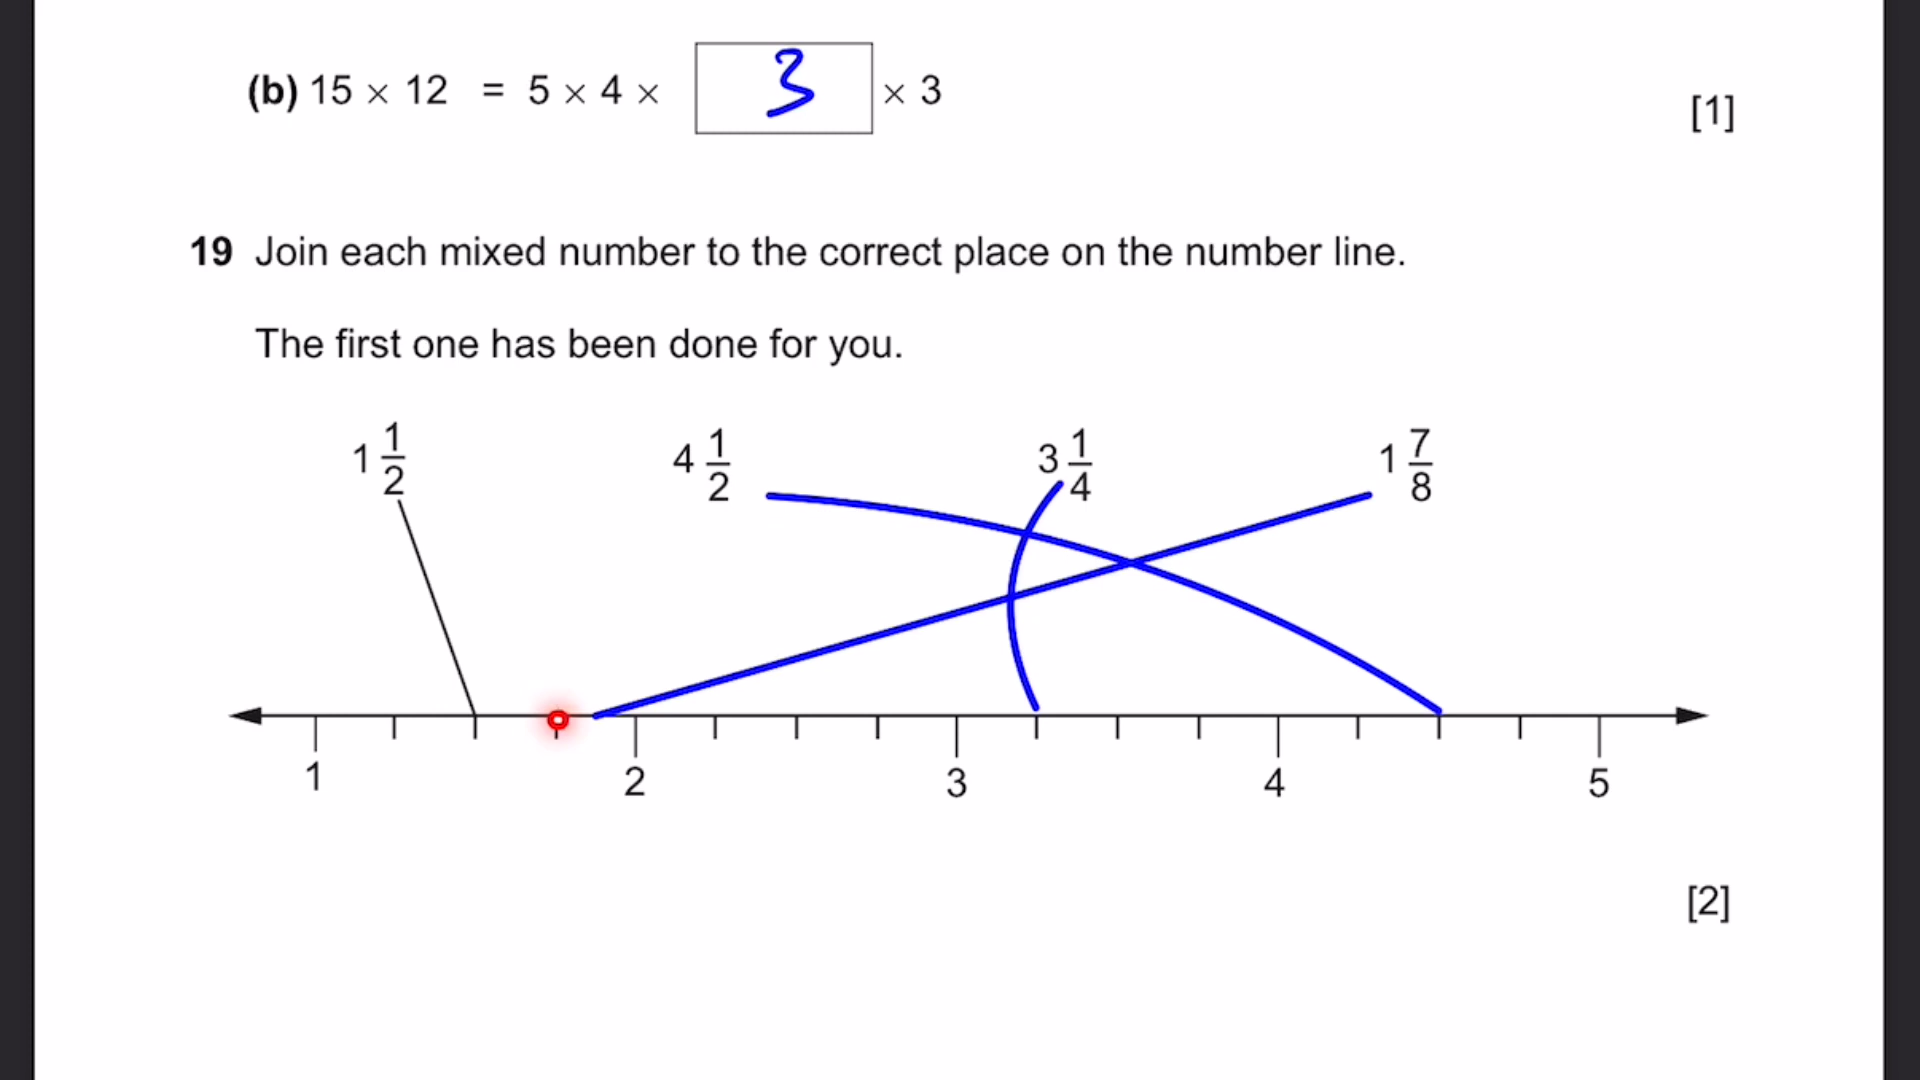 (b) 15 × 12 = 5 × 4 × 3 × 3
[1]
19 Join each mixed number to the correct place on the number line.
The first one has been done for you.
1 1/2 4 1/2 3 1/4 1 7/8
1 2 3 4 5
[2]